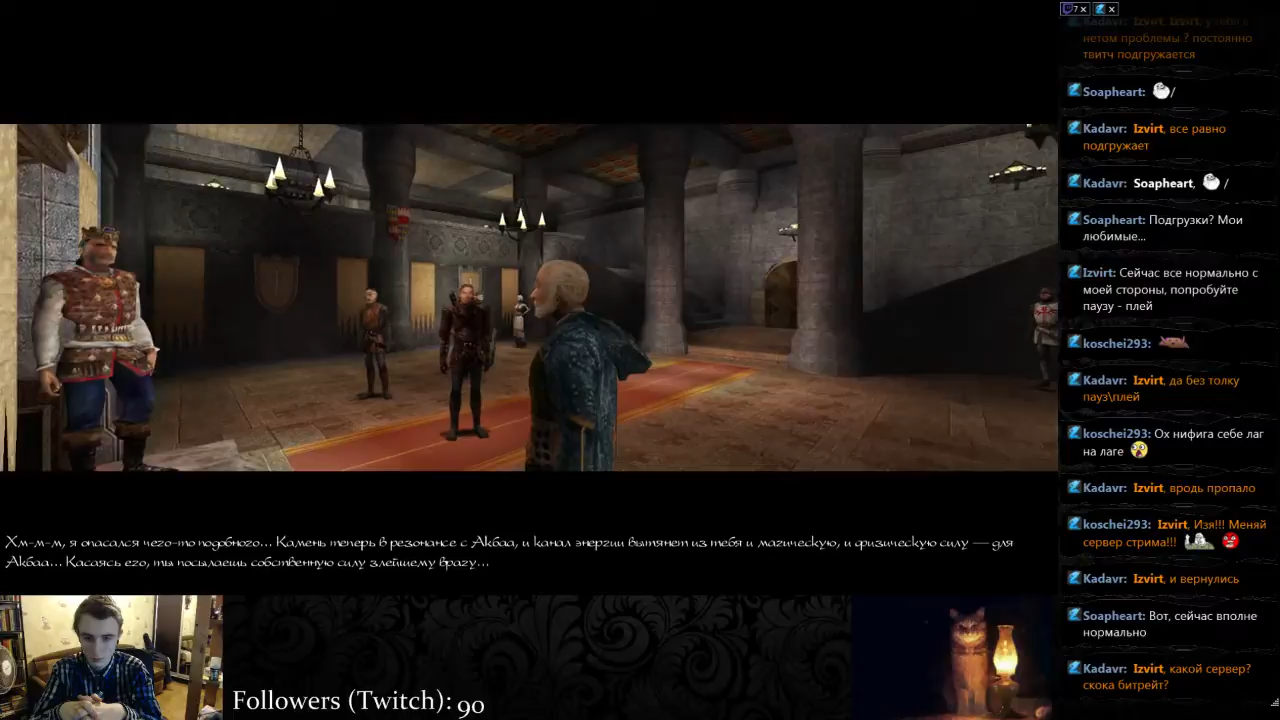 Хм-м-м, я опасался чего-то подобного... Камень теперь в резонансе с Акбаа, и канал энергии вытянет из тебя и магическую, и физическую силу — для
Акбаа... Касаясь его, ты посылаешь собственную силу злейшему врагу...
Followers (Twitch): 90
7 ×
×
Kadavr: Izvirt, Izvirt,
нетом проблемы ? постоянно
твитч подгружается
Soapheart: /
Kadavr: Izvirt, все равно
подгружает
Kadavr: Soapheart, /
Soapheart: Подгрузки? Мои
любимые...
Izvirt: Сейчас все нормально с
моей стороны, попробуйте
паузу - плей
koschei293:
Kadavr: Izvirt, да без толку
пауз\плей
koschei293: Ох нифига себе лаг
на лаге
Kadavr: Izvirt, вродь пропало
koschei293: Izvirt, Изя!!! Меняй
сервер стрима!!!
Kadavr: Izvirt, и вернулись
Soapheart: Вот, сейчас вполне
нормально
Kadavr: Izvirt, какой сервер?
скока битрейт?